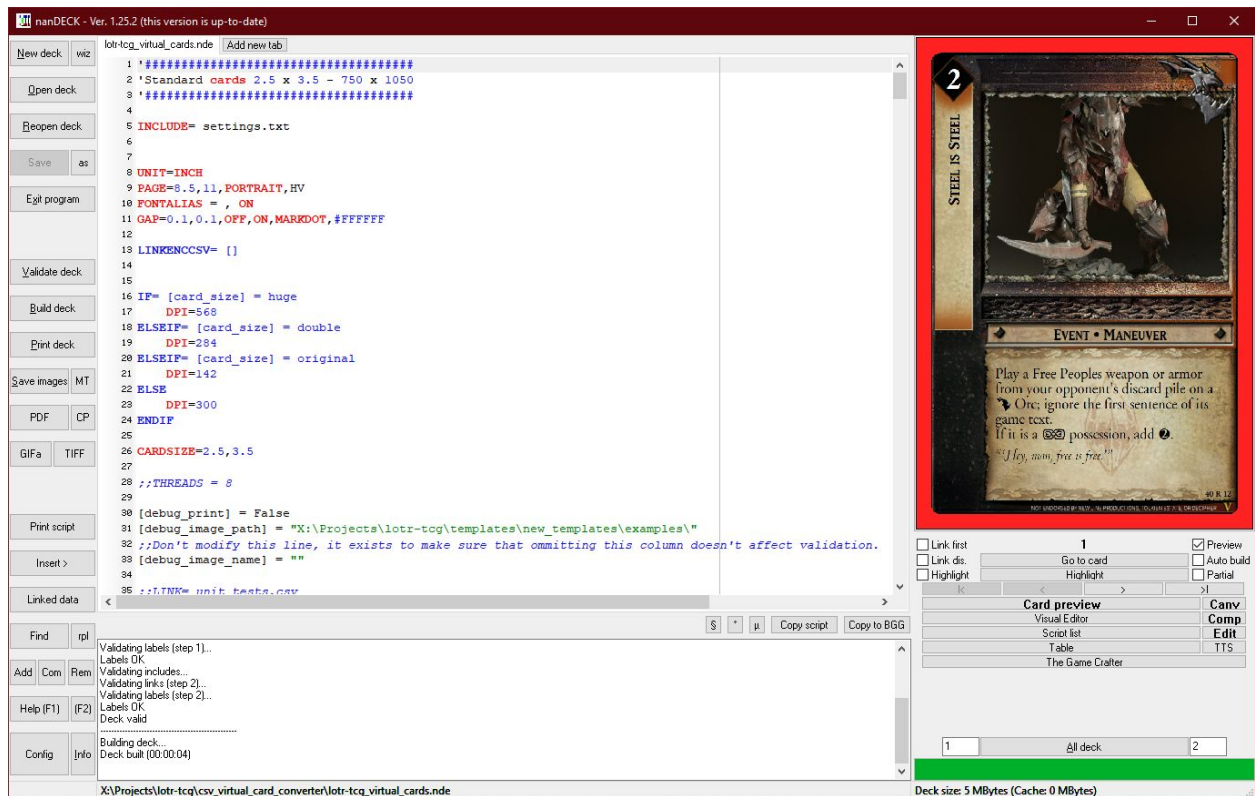 nanDECK - Ver. 1.25.2 (this version is up-to-date)
New deck wiz
Open deck
Reopen deck
Save as
Exit program
Validate deck
Build deck
Print deck
Save images MT
PDF CP
GIFa TIFF
Print script
Insert >
Linked data
Find rpl
Add Com Rem
Help (F1) (F2)
Config Info
lotr-tcg_virtual_cards.nde Add new tab
1 '#####################################
2 'Standard cards 2.5 x 3.5 - 750 x 1050
3 '#####################################
4
5 INCLUDE= settings.txt
6
7
8 UNIT=INCH
9 PAGE=8.5,11,PORTRAIT,HV
10 FONTALIAS = , ON
11 GAP=0.1,0.1,OFF,ON,MARKDOT,#FFFFFF
12
13 LINKENCCSV= []
14
15
16 IF= [card_size] = huge
17 DPI=568
18 ELSEIF= [card_size] = double
19 DPI=284
20 ELSEIF= [card_size] = original
21 DPI=142
22 ELSE
23 DPI=300
24 ENDIF
25
26 CARDSIZE=2.5,3.5
27
28 ;;THREADS = 8
29
30 [debug_print] = False
31 [debug_image_path] = "X:\Projects\lotr-tcg\templates\new_templates\examples\"
32 ;;Don't modify this line, it exists to make sure that ommitting this column doesn't affect validation.
33 [debug_image_name] = ""
34
35 ;;LINK= unit_tests.csv
§ ° µ Copy script Copy to BGG
Validating labels (step 1)...
Labels OK
Validating includes...
Validating links (step 2)...
Validating labels (step 2)...
Labels OK
Deck valid
Building deck...
Deck built (00:00:04)
X:\Projects\lotr-tcg\csv_virtual_card_converter\lotr-tcg_virtual_cards.nde
2
STEEL IS STEEL
EVENT • MANEUVER
Play a Free Peoples weapon or armor
from your opponent's discard pile on a
Orc; ignore the first sentence of its
game text.
If it is a possession, add 2.
"Hey, mum, free is free."
40 R 12
V
Link first 1 Preview
Link dis. Go to card Auto build
Highlight Highlight Partial
K < > >I
Card preview Canv
Visual Editor Comp
Script list Edit
Table TTS
The Game Crafter
1 All deck 2
Deck size: 5 MBytes (Cache: 0 MBytes)